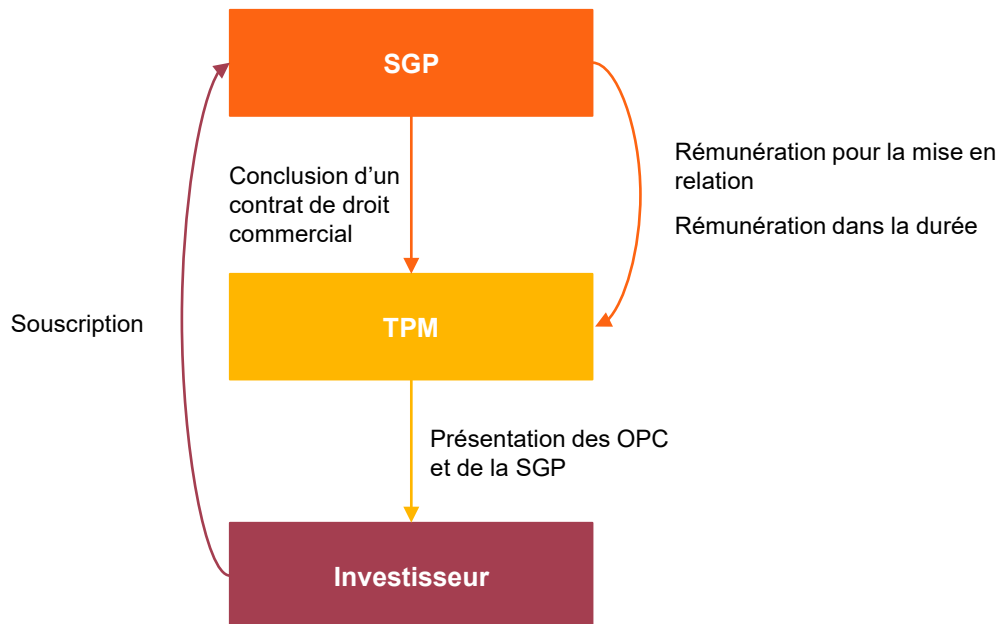 SGP
Conclusion d’un
contrat de droit
commercial
Rémunération pour la mise en
relation
Rémunération dans la durée
Souscription
TPM
Présentation des OPC
et de la SGP
Investisseur